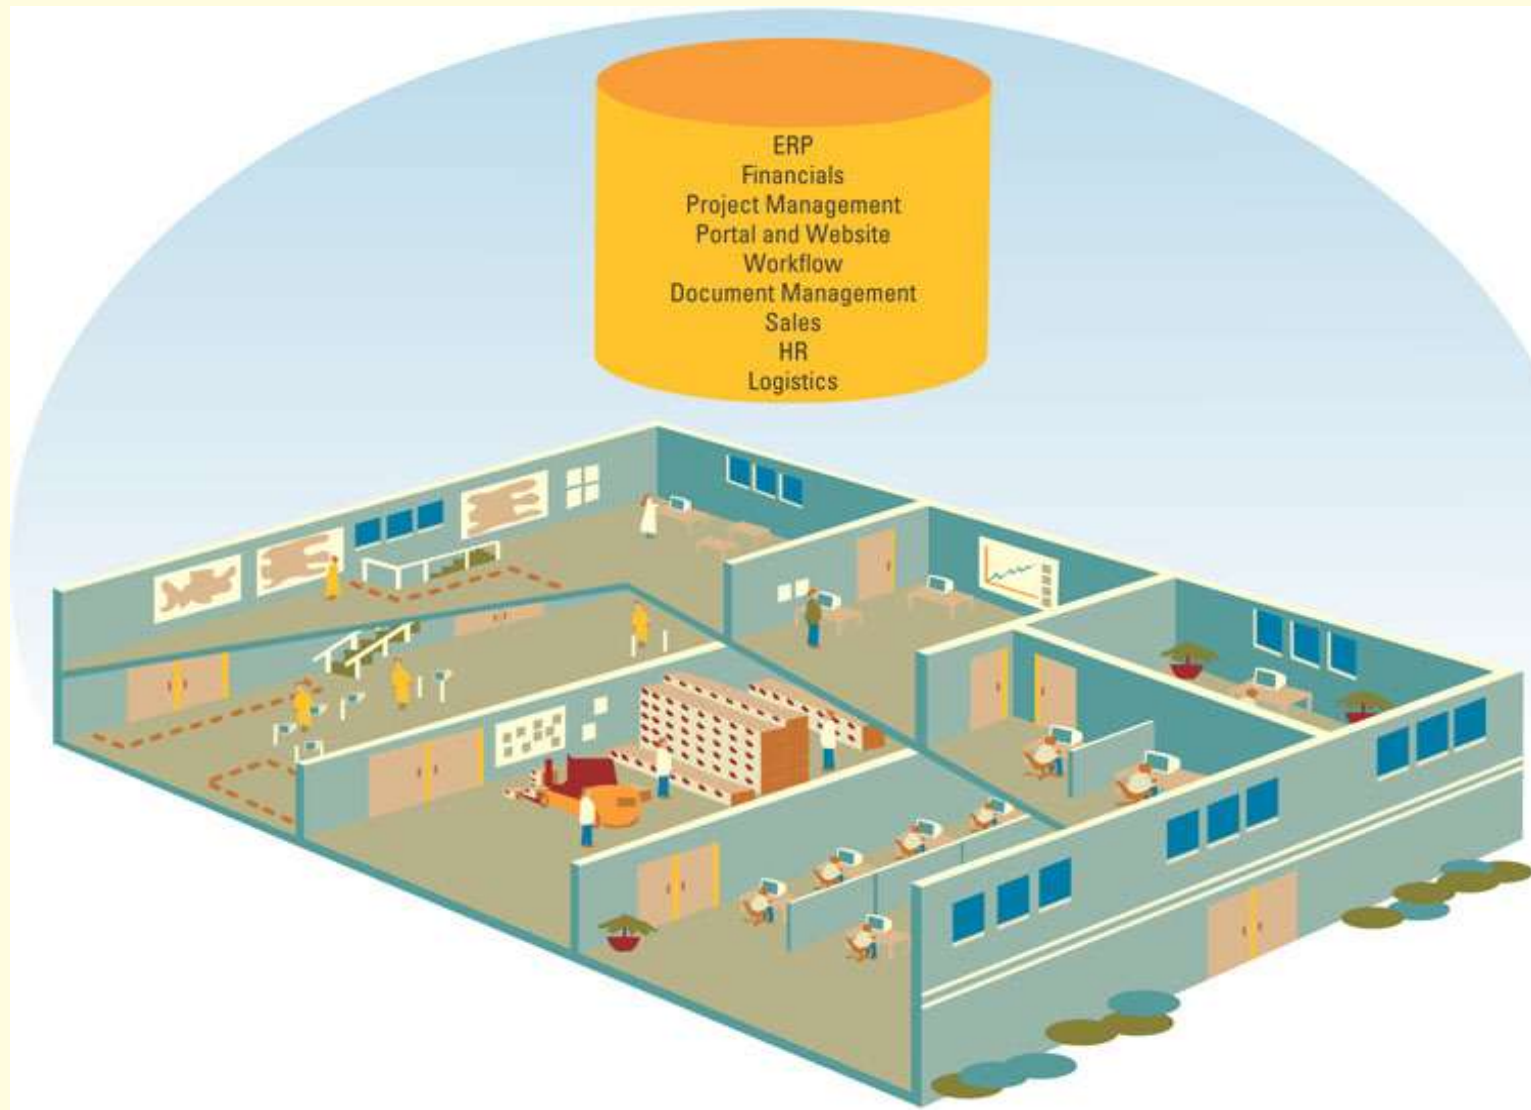 ERP
Financials
Project Management
Portal and Website
Workflow
Document Management
Sales
HR
Logistics